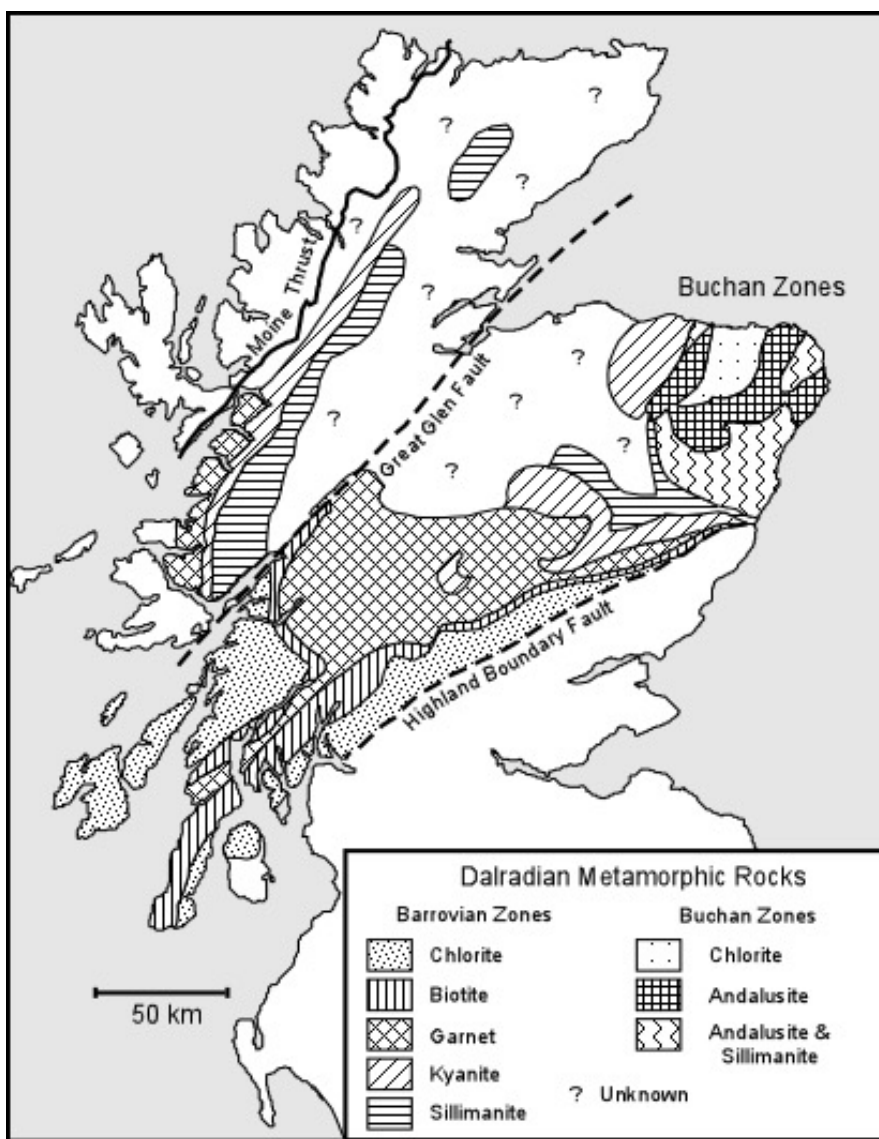 ?
?
?
?
Moine Thrust
Buchan Zones
?
?
Great Glen Fault
?
?
?
?
Highland Boundary Fault
Dalradian Metamorphic Rocks
Barrovian Zones
Chlorite
Biotite
Garnet
Kyanite
Sillimanite
Buchan Zones
Chlorite
Andalusite
Andalusite &
Sillimanite
? Unknown
50 km